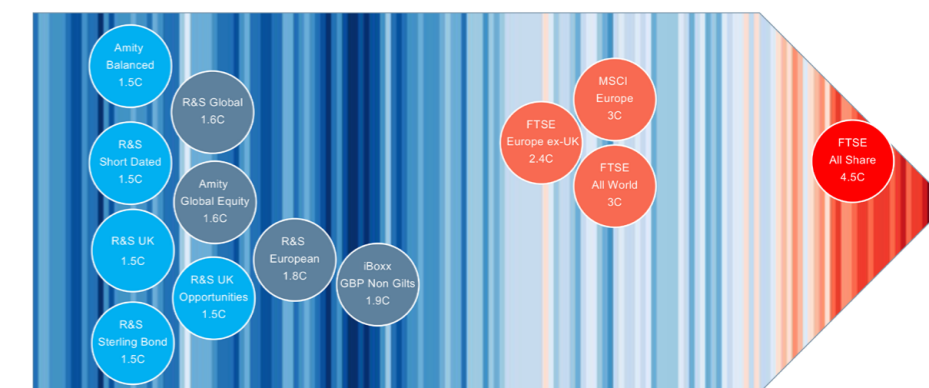 Amity
Balanced
1.5C
R&S Global
1.6C
R&S
Short Dated
1.5C
Amity
Global Equity
1.6C
R&S UK
1.5C
R&S UK
Opportunities
1.5C
R&S
Sterling Bond
1.5C
R&S
European
1.8C
iBoxx
GBP Non Gilts
1.9C
FTSE
Europe ex-UK
2.4C
MSCI
Europe
3C
FTSE
All World
3C
FTSE
All Share
4.5C